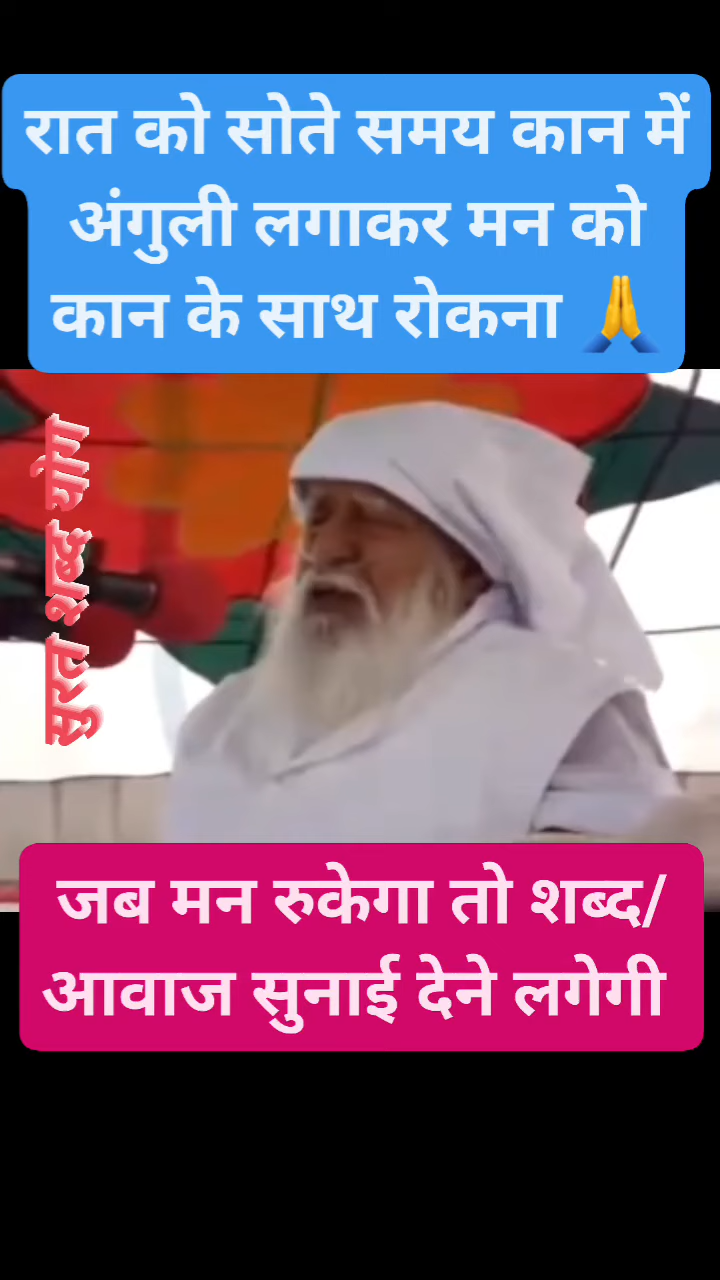 रात को सोते समय कान में
अंगुली लगाकर मन को
कान के साथ रोकना 🙏
सुरत शब्द योग
जब मन रुकेगा तो शब्द/
आवाज सुनाई देने लगेगी